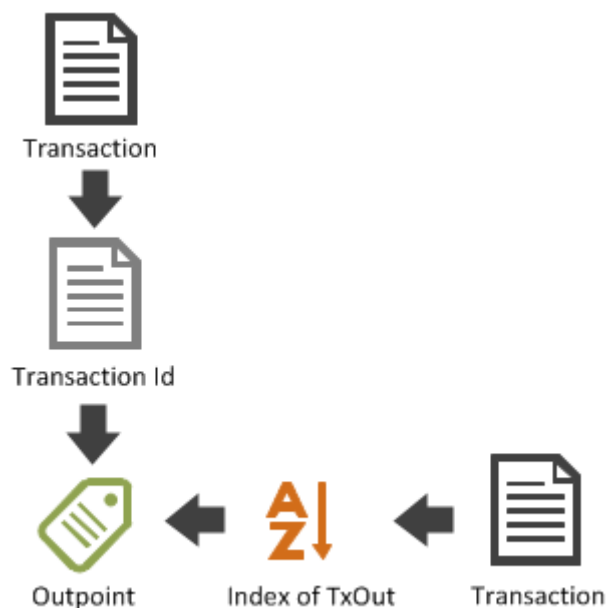 Transaction
Transaction Id
A
Z
Outpoint
Index of TxOut
Transaction